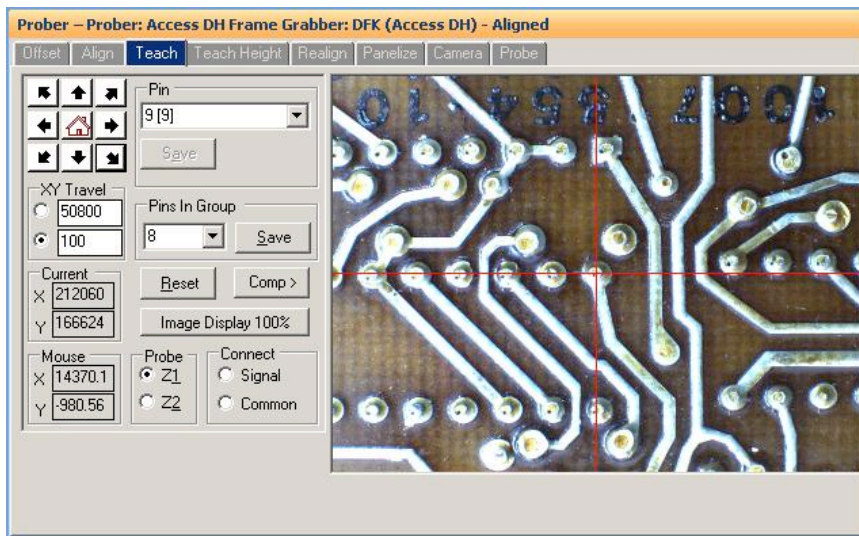 Prober – Prober: Access DH Frame Grabber: DFK (Access DH) - Aligned
Offset Align Teach Teach Height Realign Panelize Camera Probe
Pin
9 [9]
Save
XY Travel
50800
100
Pins In Group
8 Save
Current
X 212060
Y 166624
Reset Comp >
Image Display 100%
Mouse
X 14370.1
Y -980.56
Probe
Z1
Z2
Connect
Signal
Common